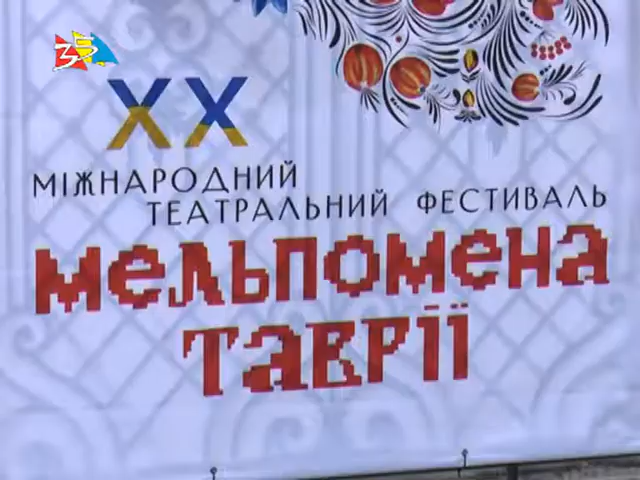 XX
МІЖНАРОДНИЙ
ТЕАТРАЛЬНИЙ ФЕСТИВАЛЬ
МЕЛЬПОМЕНА
ТАВРІЇ